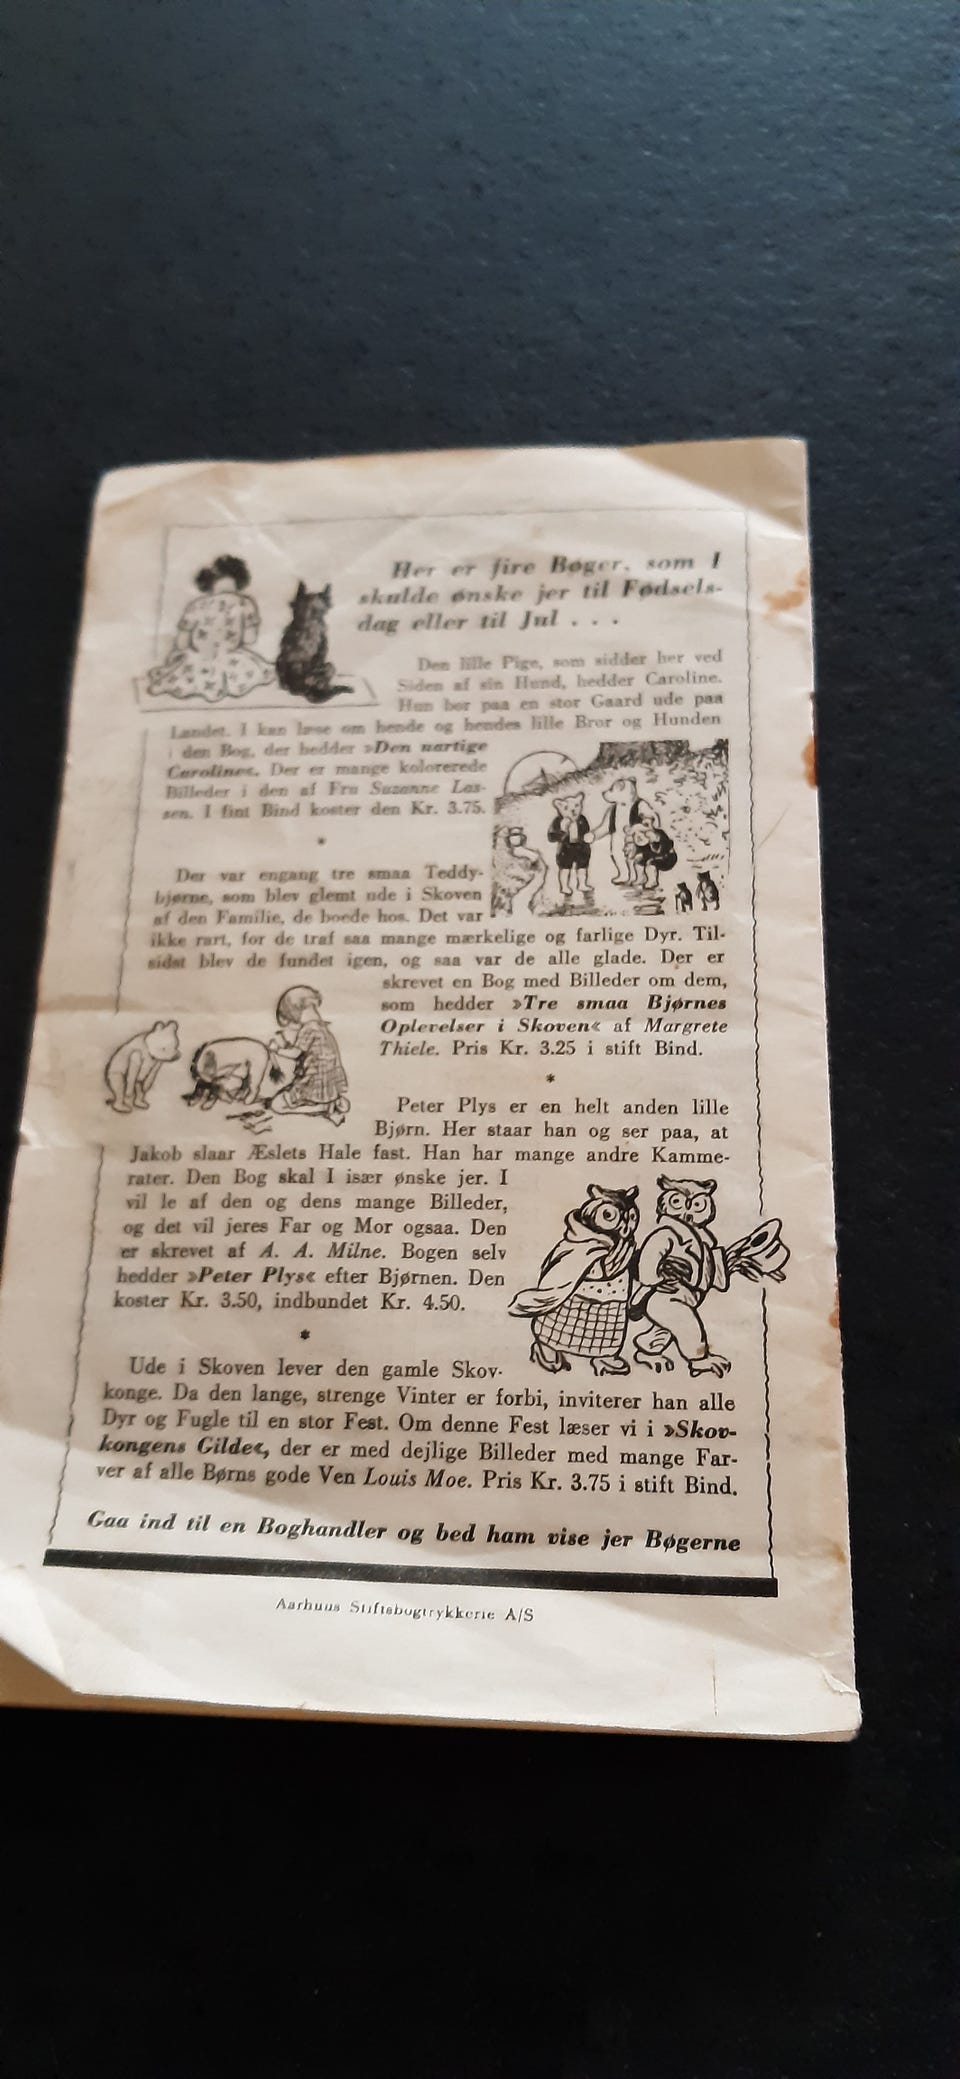 Her er fire Bøger, som I
skulde ønske jer til Fødsels-
dag eller til Jul . . .
Den lille Pige, som sidder her ved
Siden af sin Hund, hedder Caroline.
Hun bor paa en stor Gaard ude paa
Landet. I kan læse om hende og hendes lille Bror og Hunden
i den Bog, der hedder »Den uartige
Caroline«. Der er mange kolorerede
Billeder i den af Fru Suzanne Las-
sen. I fint Bind koster den Kr. 3.75.
*
Der var engang tre smaa Teddy-
bjørne, som blev glemt ude i Skoven
af den Familie, de boede hos. Det var
ikke rart, for de traf saa mange mærkelige og farlige Dyr. Til-
sidst blev de fundet igen, og saa var de alle glade. Der er
skrevet en Bog med Billeder om dem,
som hedder »Tre smaa Bjørnes
Oplevelser i Skoven« af Margrete
Thiele. Pris Kr. 3.25 i stift Bind.
*
Peter Plys er en helt anden lille
Bjørn. Her staar han og ser paa, at
Jakob slaar Æslets Hale fast. Han har mange andre Kamme-
rater. Den Bog skal I især ønske jer. I
vil le af den og dens mange Billeder,
og det vil jeres Far og Mor ogsaa. Den
er skrevet af A. A. Milne. Bogen selv
hedder »Peter Plys« efter Bjørnen. Den
koster Kr. 3.50, indbundet Kr. 4.50.
*
Ude i Skoven lever den gamle Skov-
konge. Da den lange, strenge Vinter er forbi, inviterer han alle
Dyr og Fugle til en stor Fest. Om denne Fest læser vi i »Skov-
kongens Gilde«, der er med dejlige Billeder med mange Far-
ver af alle Børns gode Ven Louis Moe. Pris Kr. 3.75 i stift Bind.
Gaa ind til en Boghandler og bed ham vise jer Bøgerne
Aarhuus Stiftsbogtrykkerie A/S